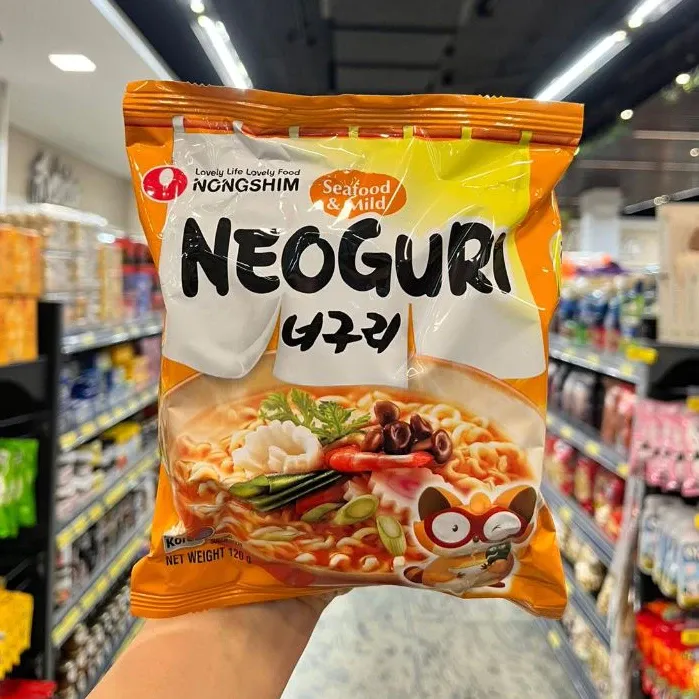 Lovely Life Lovely Food
NONGSHIM
Seafood
& Mild
NEOGURI
너구리
NET WEIGHT 120 g